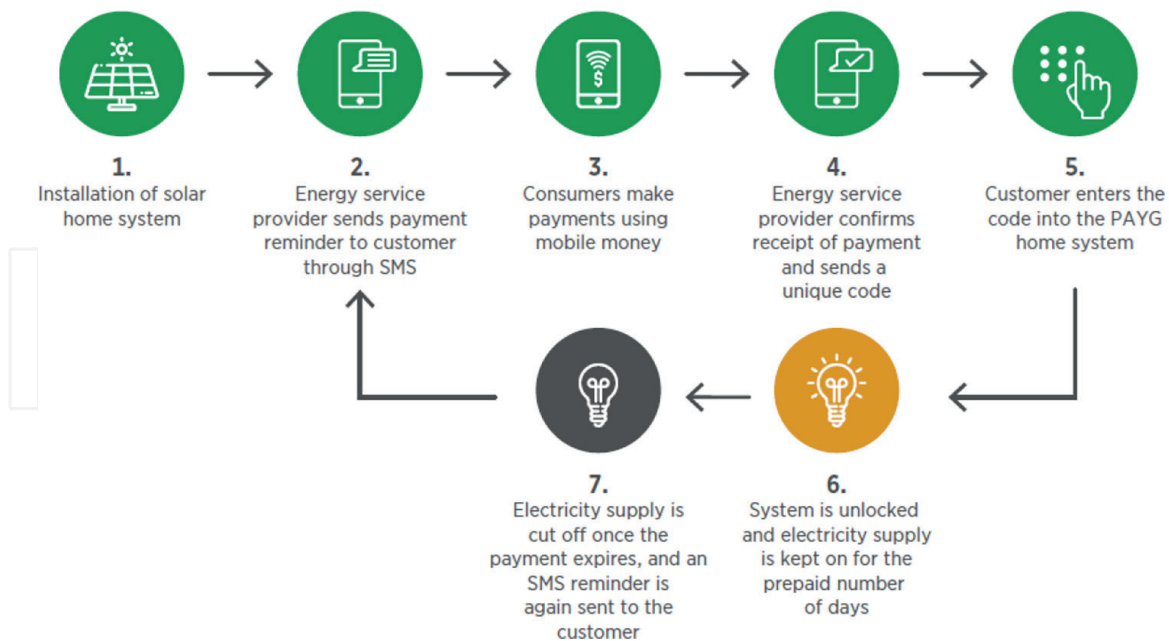 1.
Installation of solar
home system
2.
Energy service
provider sends payment
reminder to customer
through SMS
3.
Consumers make
payments using
mobile money
$
4.
Energy service
provider confirms
receipt of payment
and sends a
unique code
5.
Customer enters the
code into the PAYG
home system
6.
System is unlocked
and electricity supply
is kept on for the
prepaid number
of days
7.
Electricity supply is
cut off once the
payment expires, and an
SMS reminder is
again sent to the
customer